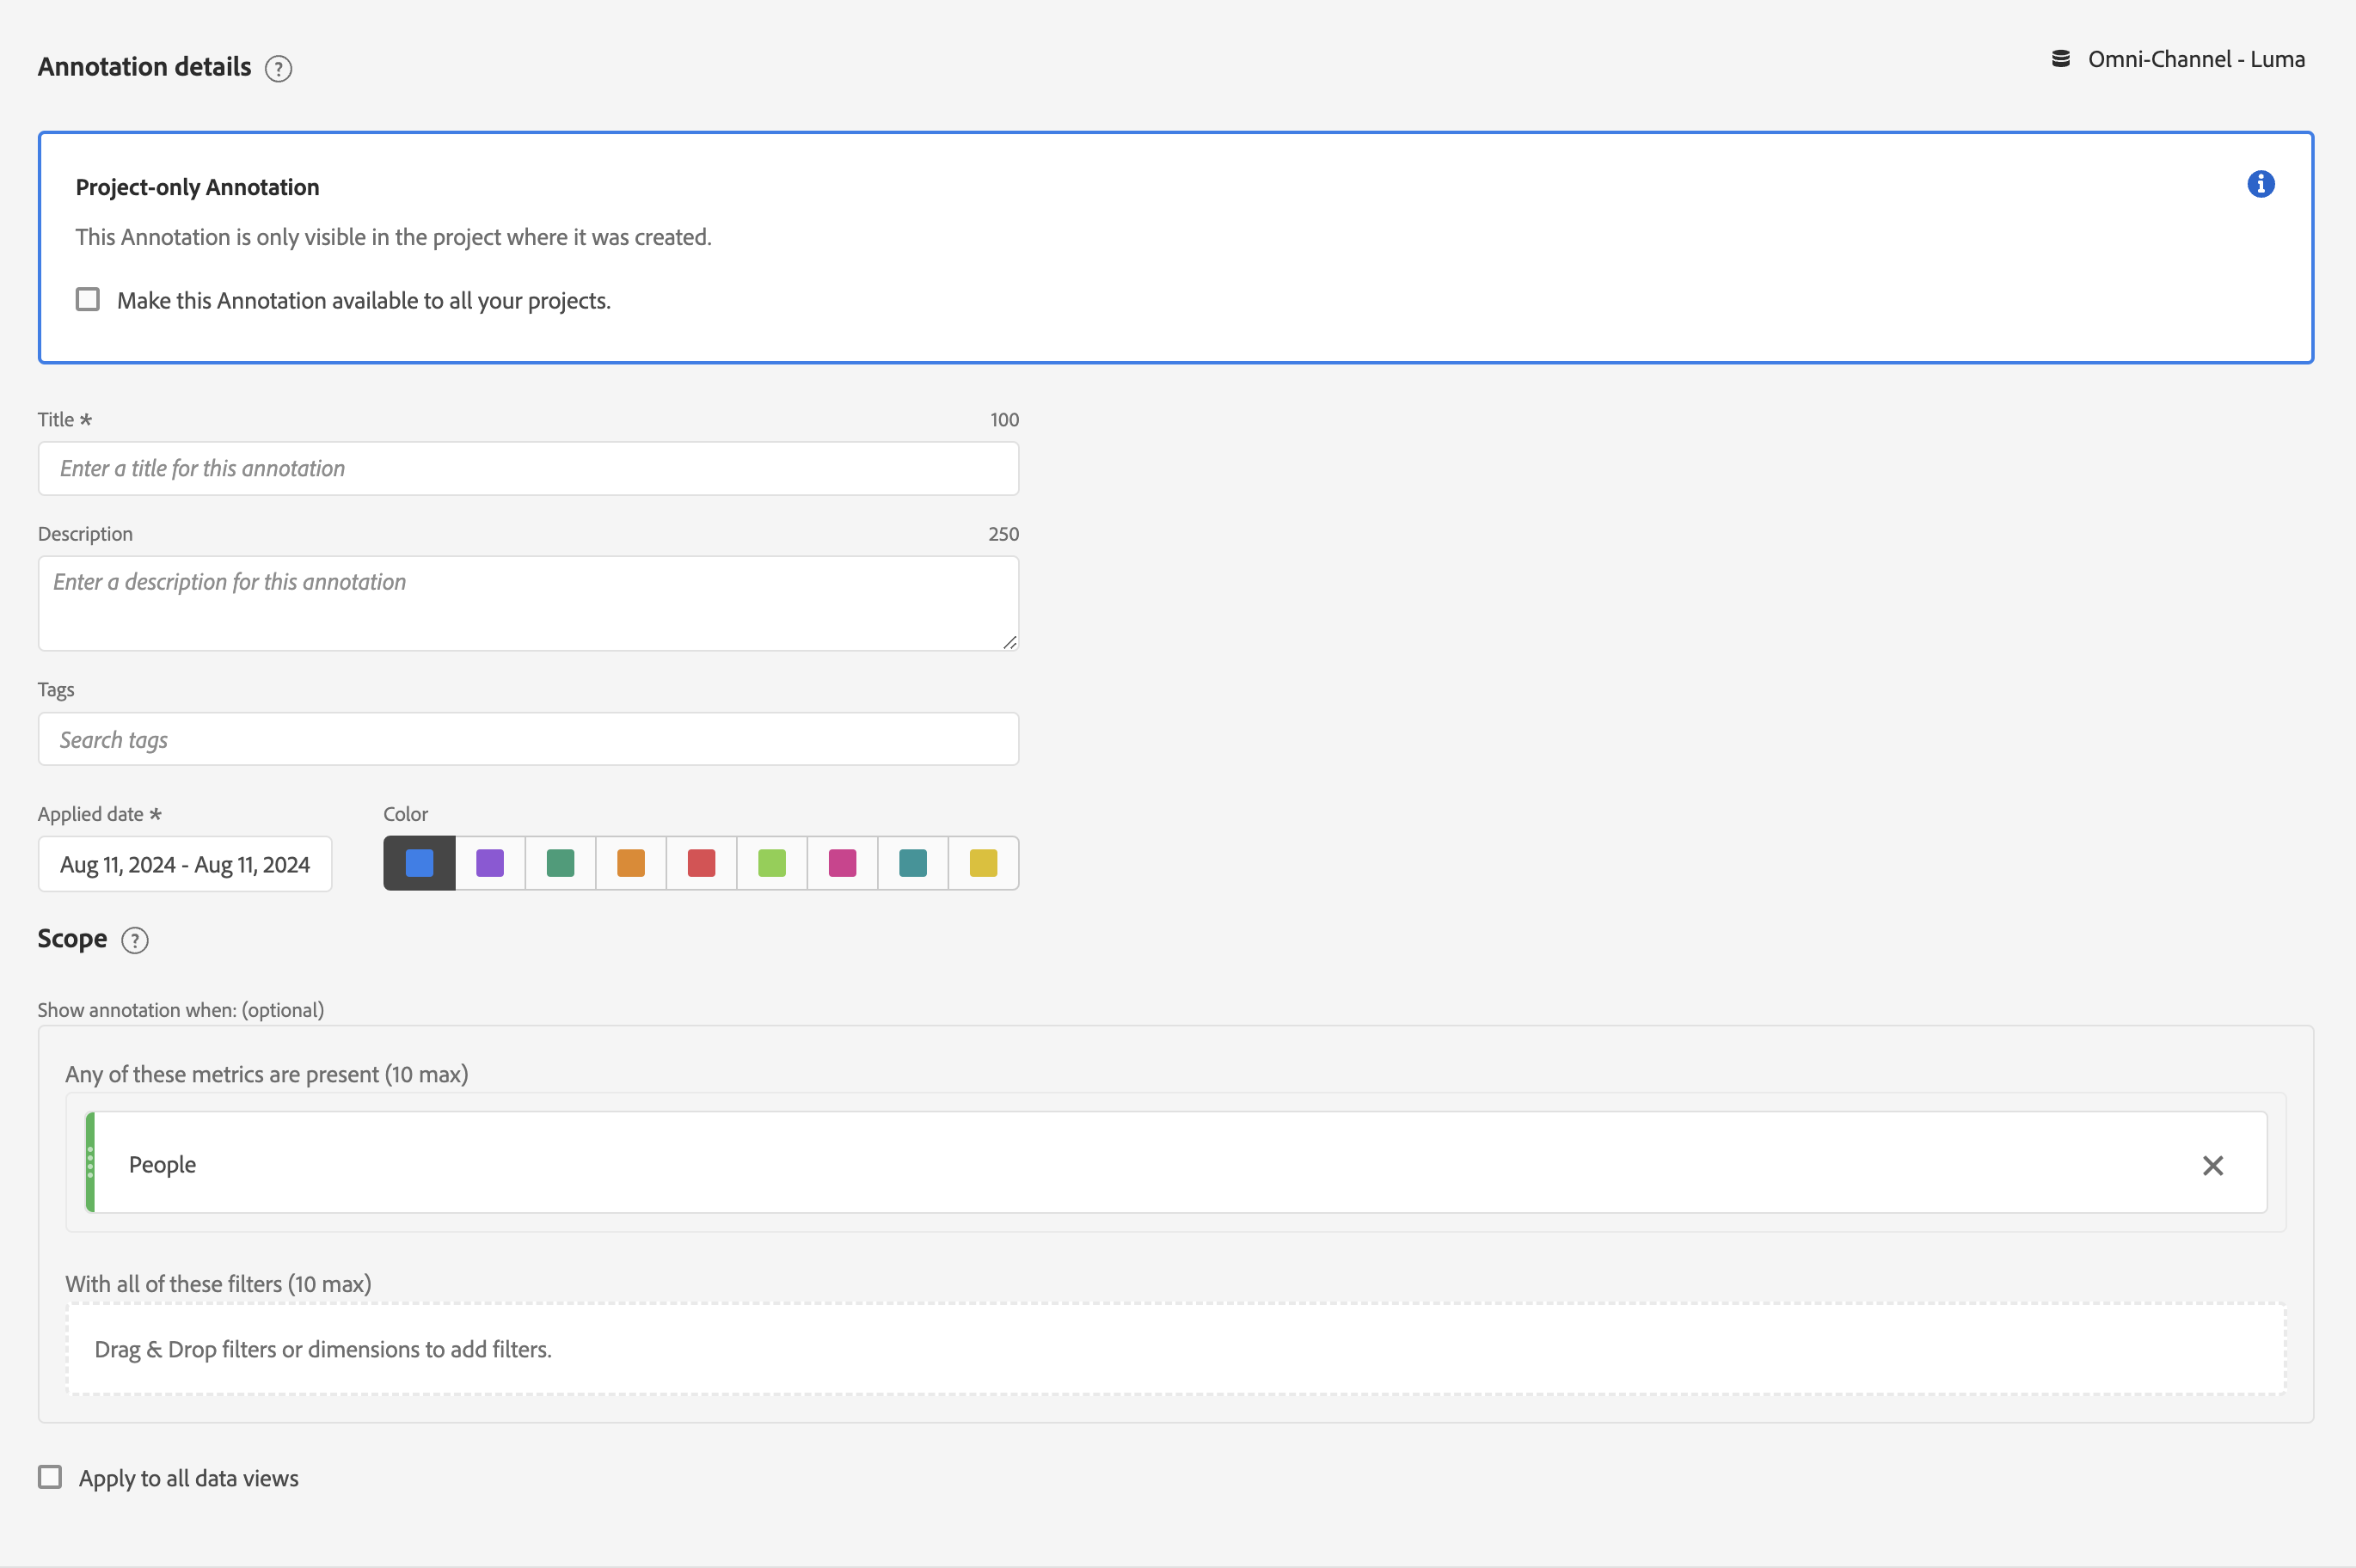 Annotation details ?
Omni-Channel - Luma
Project-only Annotation
This Annotation is only visible in the project where it was created.
Make this Annotation available to all your projects.
Title * 100
Enter a title for this annotation
Description 250
Enter a description for this annotation
Tags
Search tags
Applied date * Color
Aug 11, 2024 - Aug 11, 2024
Scope ?
Show annotation when: (optional)
Any of these metrics are present (10 max)
People
With all of these filters (10 max)
Drag & Drop filters or dimensions to add filters.
Apply to all data views